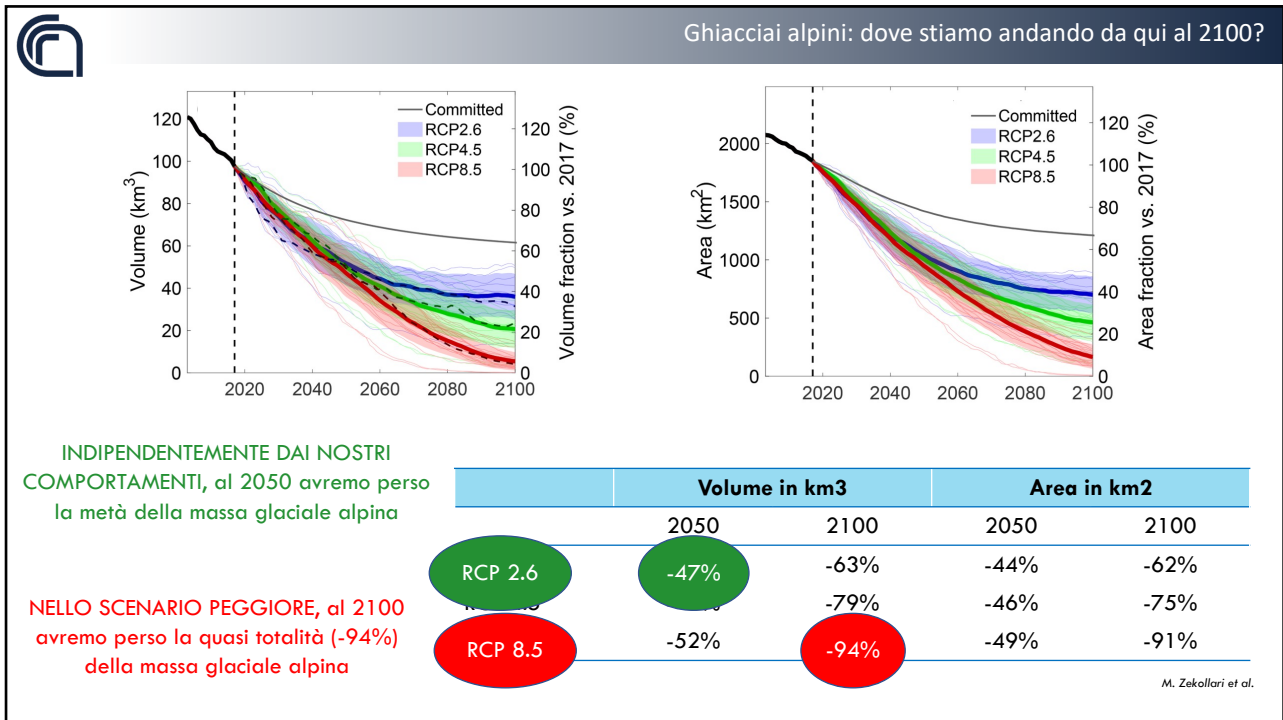 Ghiacciai alpini: dove stiamo andando da qui al 2100?
Volume (km³)
120
100
80
60
40
20
0
2020 2040 2060 2080 2100
Committed
RCP2.6
RCP4.5
RCP8.5
120
100
80
60
40
20
0
Volume fraction vs. 2017 (%)
Area (km²)
2000
1500
1000
500
0
2020 2040 2060 2080 2100
Committed
RCP2.6
RCP4.5
RCP8.5
120
100
80
60
40
20
0
Area fraction vs. 2017 (%)
INDIPENDENTEMENTE DAI NOSTRI
COMPORTAMENTI, al 2050 avremo perso
la metà della massa glaciale alpina
NELLO SCENARIO PEGGIORE, al 2100
avremo perso la quasi totalità (-94%)
della massa glaciale alpina
Volume in km3 Area in km2
2050 2100 2050 2100
RCP 2.6 -47% -63% -44% -62%
-79% -46% -75%
RCP 8.5 -52% -94% -49% -91%
M. Zekollari et al.